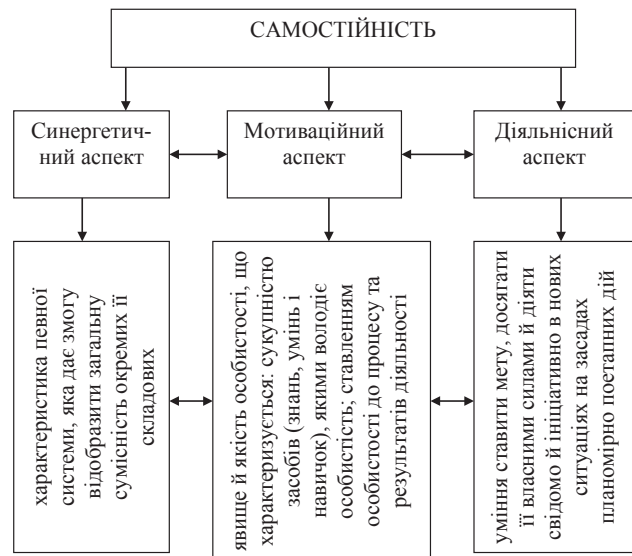 САМОСТІЙНІСТЬ
Синергетич-
ний аспект
Мотиваційний
аспект
Діяльнісний
аспект
характеристика певної
системи, яка дає змогу
відобразити загальну
сумісність окремих її
складових
явище й якість особистості, що
характеризується: сукупністю
засобів (знань, умінь і
навичок), якими володіє
особистість, ставленням
особистості до процесу та
результатів діяльності
уміння ставити мету, досягати
її власними силами й діяти
свідомо й ініціативно в нових
ситуаціях на засадах
планомірно поетапних дій